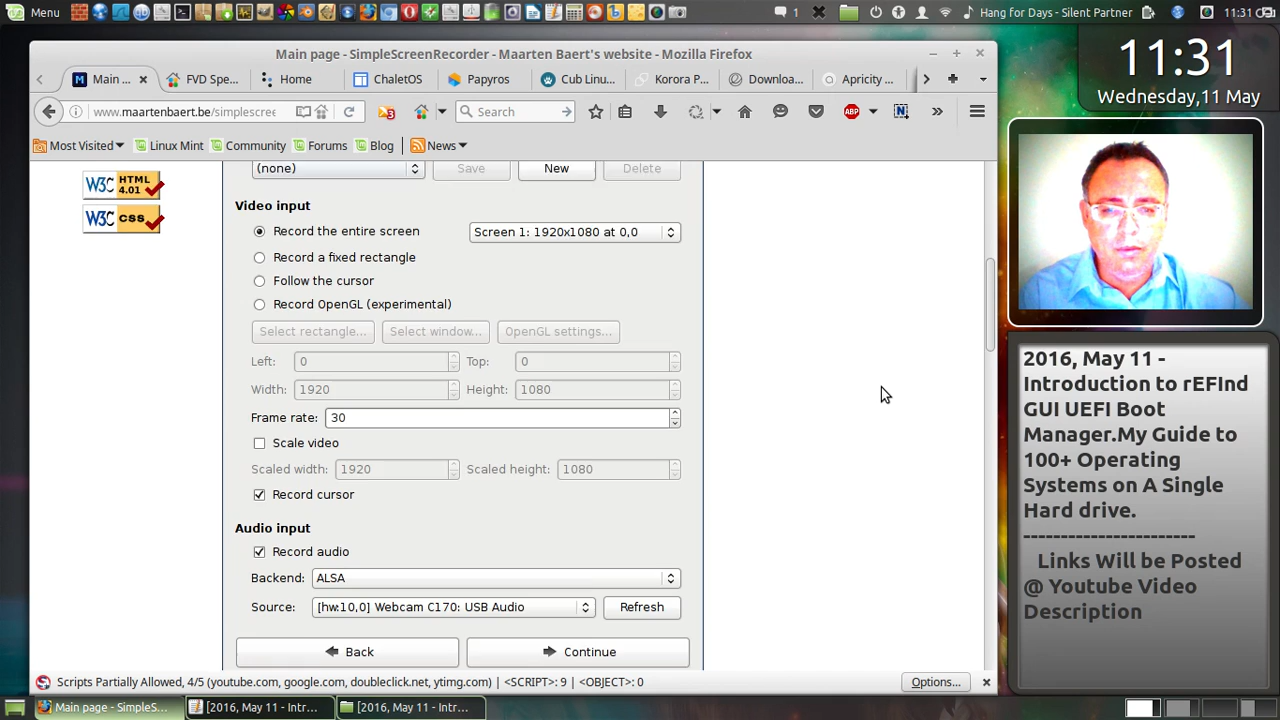 Menu
1
Hang for Days - Silent Partner
11:31
Main page - SimpleScreenRecorder - Maarten Baert's website - Mozilla Firefox
Main ...
FVD Spe...
Home
ChaletOS
Papyros
Cub Linu...
Korora P...
Downloa...
Apricity ...
www.maartenbaert.be/simplescree
Search
ABP
Most Visited
Linux Mint
Community
Forums
Blog
News
W3C HTML 4.01
W3C CSS
(none)
Save
New
Delete
Video input
Record the entire screen
Screen 1: 1920x1080 at 0,0
Record a fixed rectangle
Follow the cursor
Record OpenGL (experimental)
Select rectangle...
Select window...
OpenGL settings...
Left: 0
Top: 0
Width: 1920
Height: 1080
Frame rate: 30
Scale video
Scaled width: 1920
Scaled height: 1080
Record cursor
Audio input
Record audio
Backend: ALSA
Source: [hw:10,0] Webcam C170: USB Audio
Refresh
Back
Continue
Scripts Partially Allowed, 4/5 (youtube.com, google.com, doubleclick.net, ytimg.com) | <SCRIPT>: 9 | <OBJECT>: 0
Options...
Main page - SimpleS...
[2016, May 11 - Intr...
[2016, May 11 - Intr...
11:31
Wednesday,11 May
2016, May 11 -
Introduction to rEFInd
GUI UEFI Boot
Manager.My Guide to
100+ Operating
Systems on A Single
Hard drive.
-----------------------
Links Will be Posted
@ Youtube Video
Description